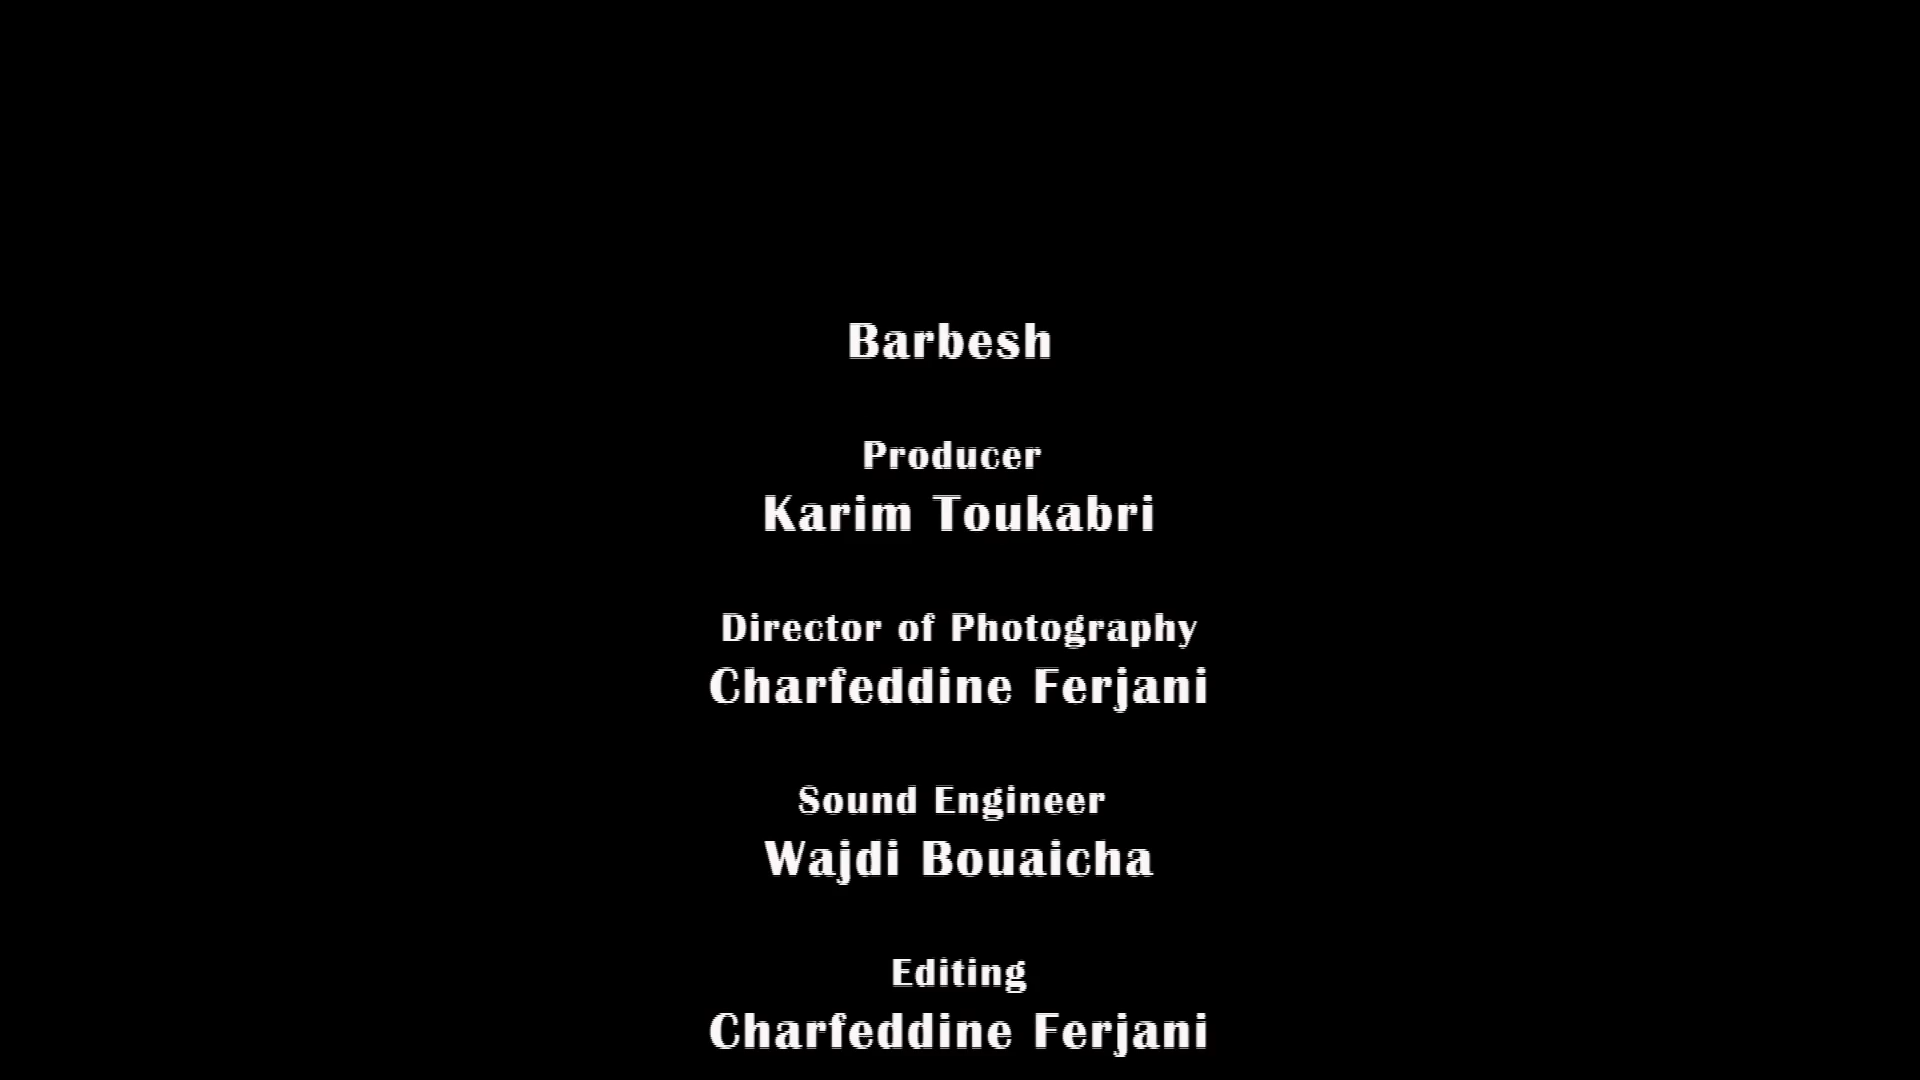 Barbesh
Producer
Karim Toukabri
Director of Photography
Charfeddine Ferjani
Sound Engineer
Wajdi Bouaicha
Editing
Charfeddine Ferjani